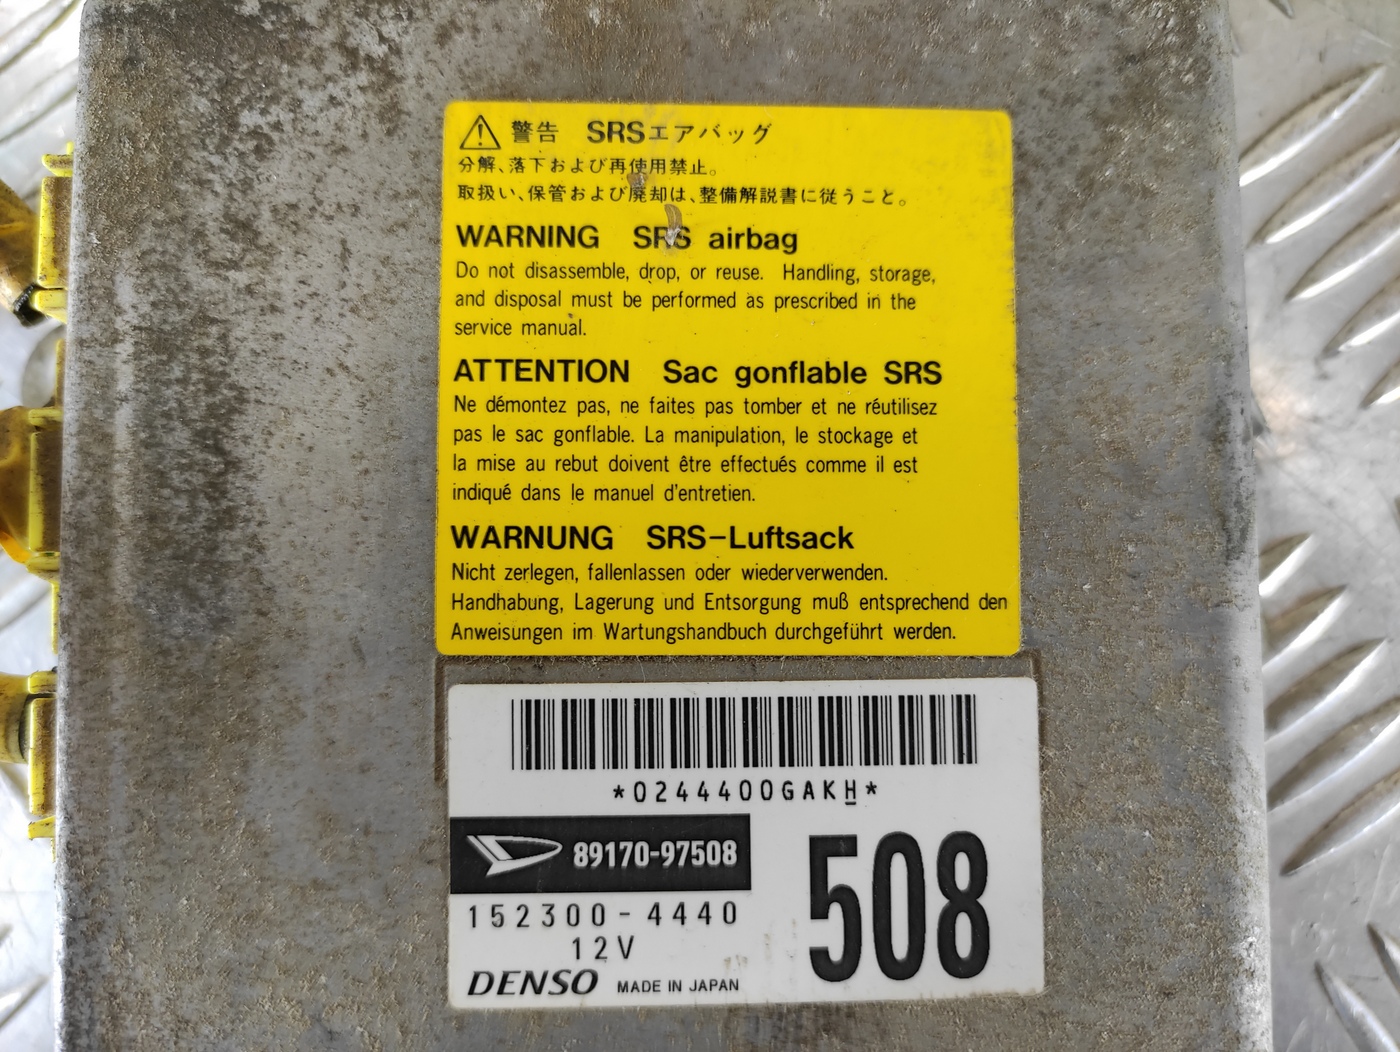 警告 SRSエアバッグ
分解、落下および再使用禁止。
取扱い、保管および廃却は、整備解説書に従うこと。
WARNING SRS airbag
Do not disassemble, drop, or reuse. Handling, storage,
and disposal must be performed as prescribed in the
service manual.
ATTENTION Sac gonflable SRS
Ne démontez pas, ne faites pas tomber et ne réutilisez
pas le sac gonflable. La manipulation, le stockage et
la mise au rebut doivent être effectués comme il est
indiqué dans le manuel d'entretien.
WARNUNG SRS-Luftsack
Nicht zerlegen, fallenlassen oder wiederverwenden.
Handhabung, Lagerung und Entsorgung muß entsprechend den
Anweisungen im Wartungshandbuch durchgeführt werden.
*0244400GAKH*
89170-97508
508
152300-4440
12V
DENSO MADE IN JAPAN